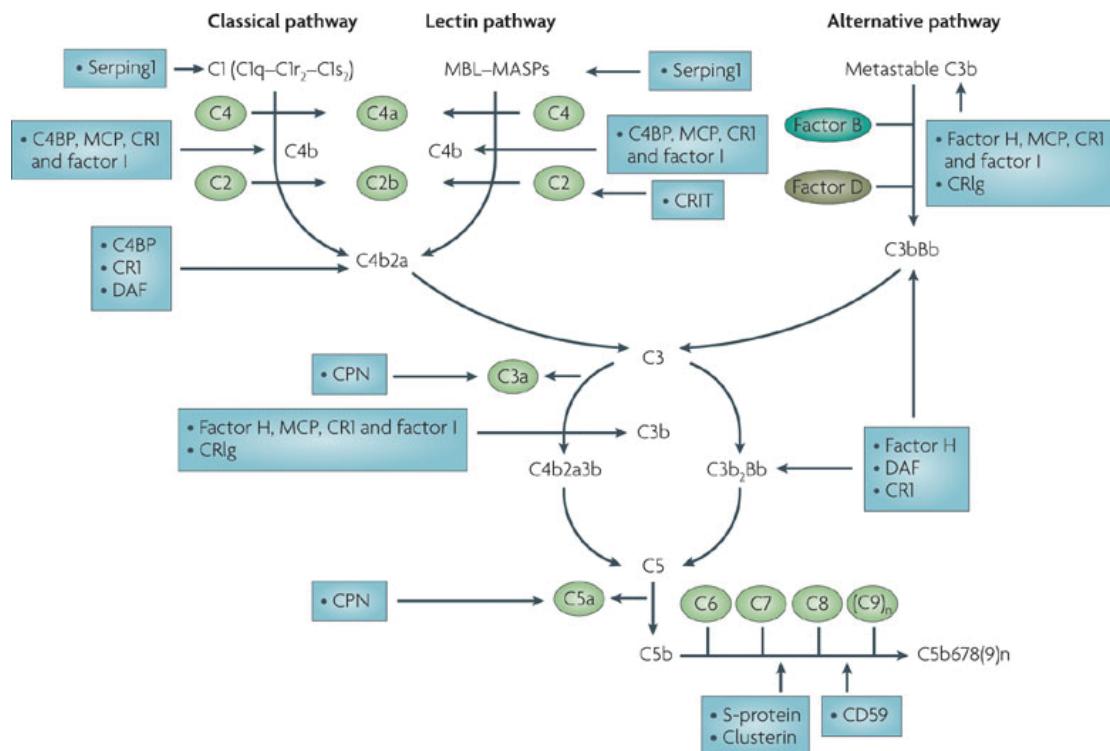 Classical pathway
Lectin pathway
Alternative pathway
• Serping1
C1 (C1q–C1r₂–C1s₂)
MBL–MASPs
• Serping1
Metastable C3b
C4
C4a
C4
Factor B
• C4BP, MCP, CR1
and factor I
C4b
C4b
• C4BP, MCP, CR1
and factor I
• Factor H, MCP, CR1
and factor I
• CRIg
C2
C2b
C2
Factor D
• CRIT
• C4BP
• CR1
• DAF
C4b2a
C3bBb
C3
• CPN
C3a
• Factor H, MCP, CR1 and factor I
• CRIg
C3b
C4b2a3b
C3b₂Bb
• Factor H
• DAF
• CR1
C5
• CPN
C5a
C6
C7
C8
(C9)ₙ
C5b
C5b678(9)n
• S-protein
• Clusterin
• CD59